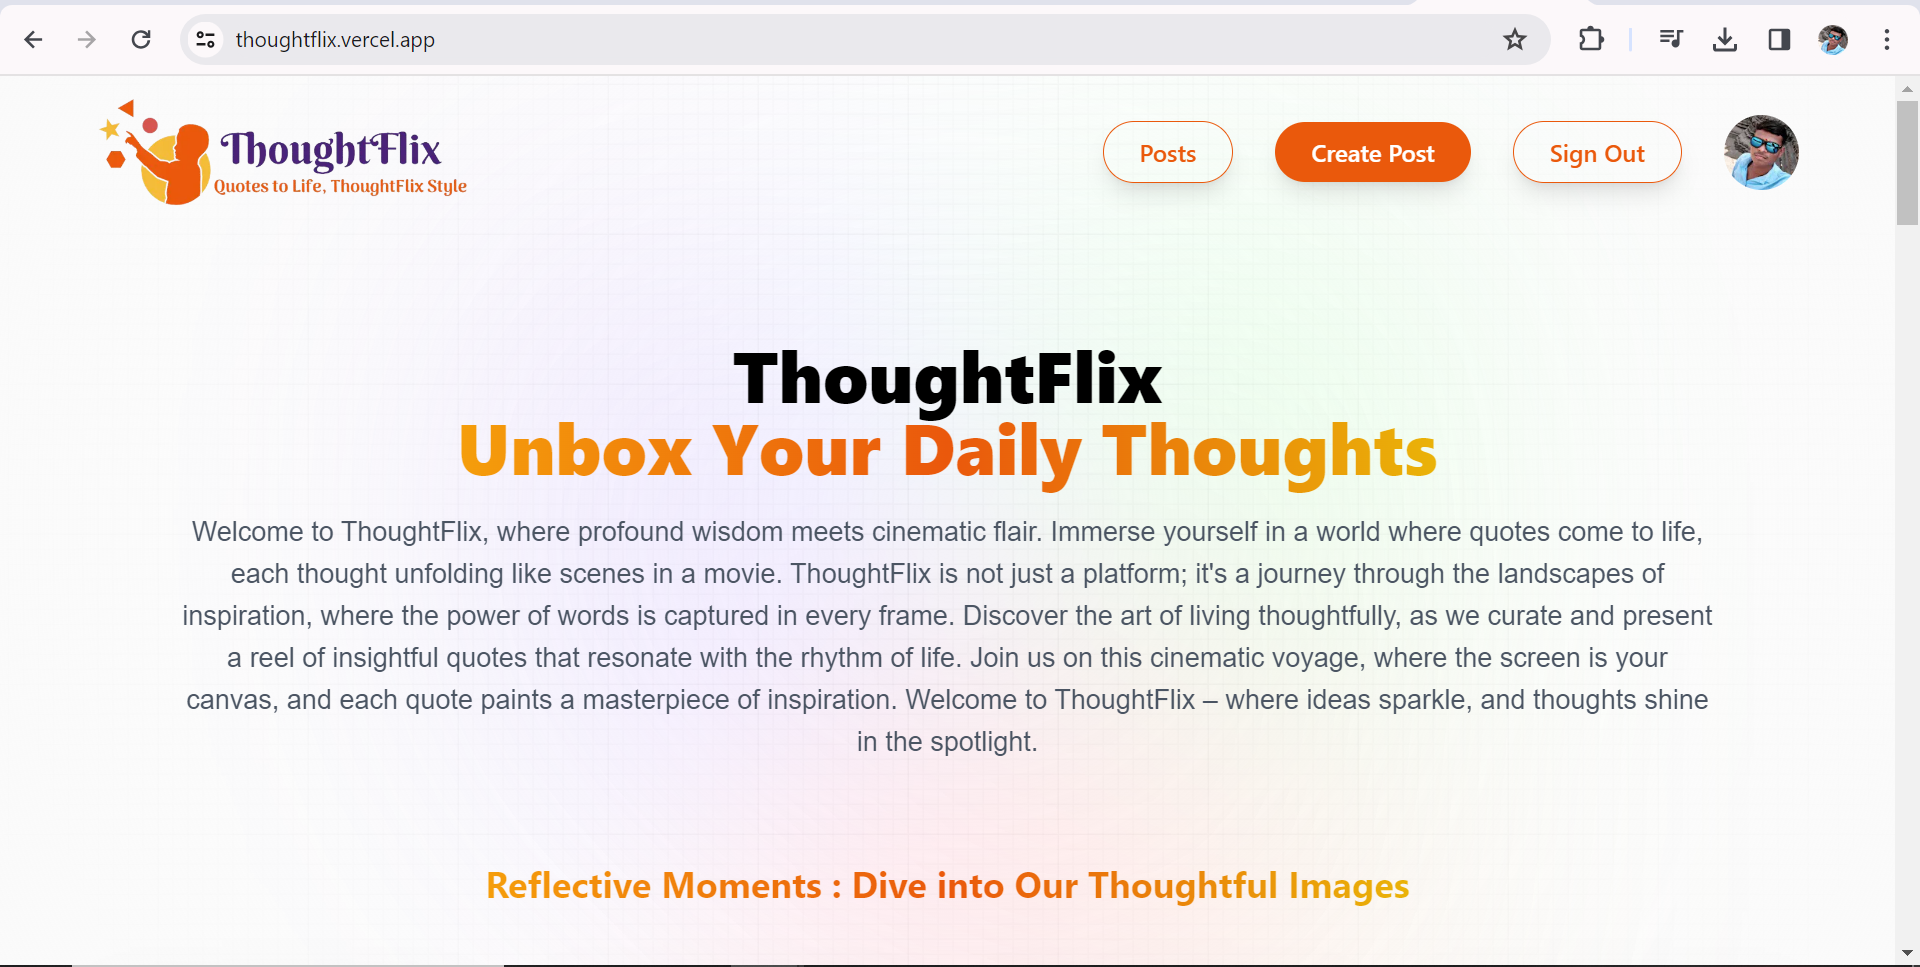 thoughtflix.vercel.app
ThoughtFlix
Quotes to Life, ThoughtFlix Style
Posts
Create Post
Sign Out
ThoughtFlix
Unbox Your Daily Thoughts
Welcome to ThoughtFlix, where profound wisdom meets cinematic flair. Immerse yourself in a world where quotes come to life,
each thought unfolding like scenes in a movie. ThoughtFlix is not just a platform; it's a journey through the landscapes of
inspiration, where the power of words is captured in every frame. Discover the art of living thoughtfully, as we curate and present
a reel of insightful quotes that resonate with the rhythm of life. Join us on this cinematic voyage, where the screen is your
canvas, and each quote paints a masterpiece of inspiration. Welcome to ThoughtFlix – where ideas sparkle, and thoughts shine
in the spotlight.
Reflective Moments : Dive into Our Thoughtful Images